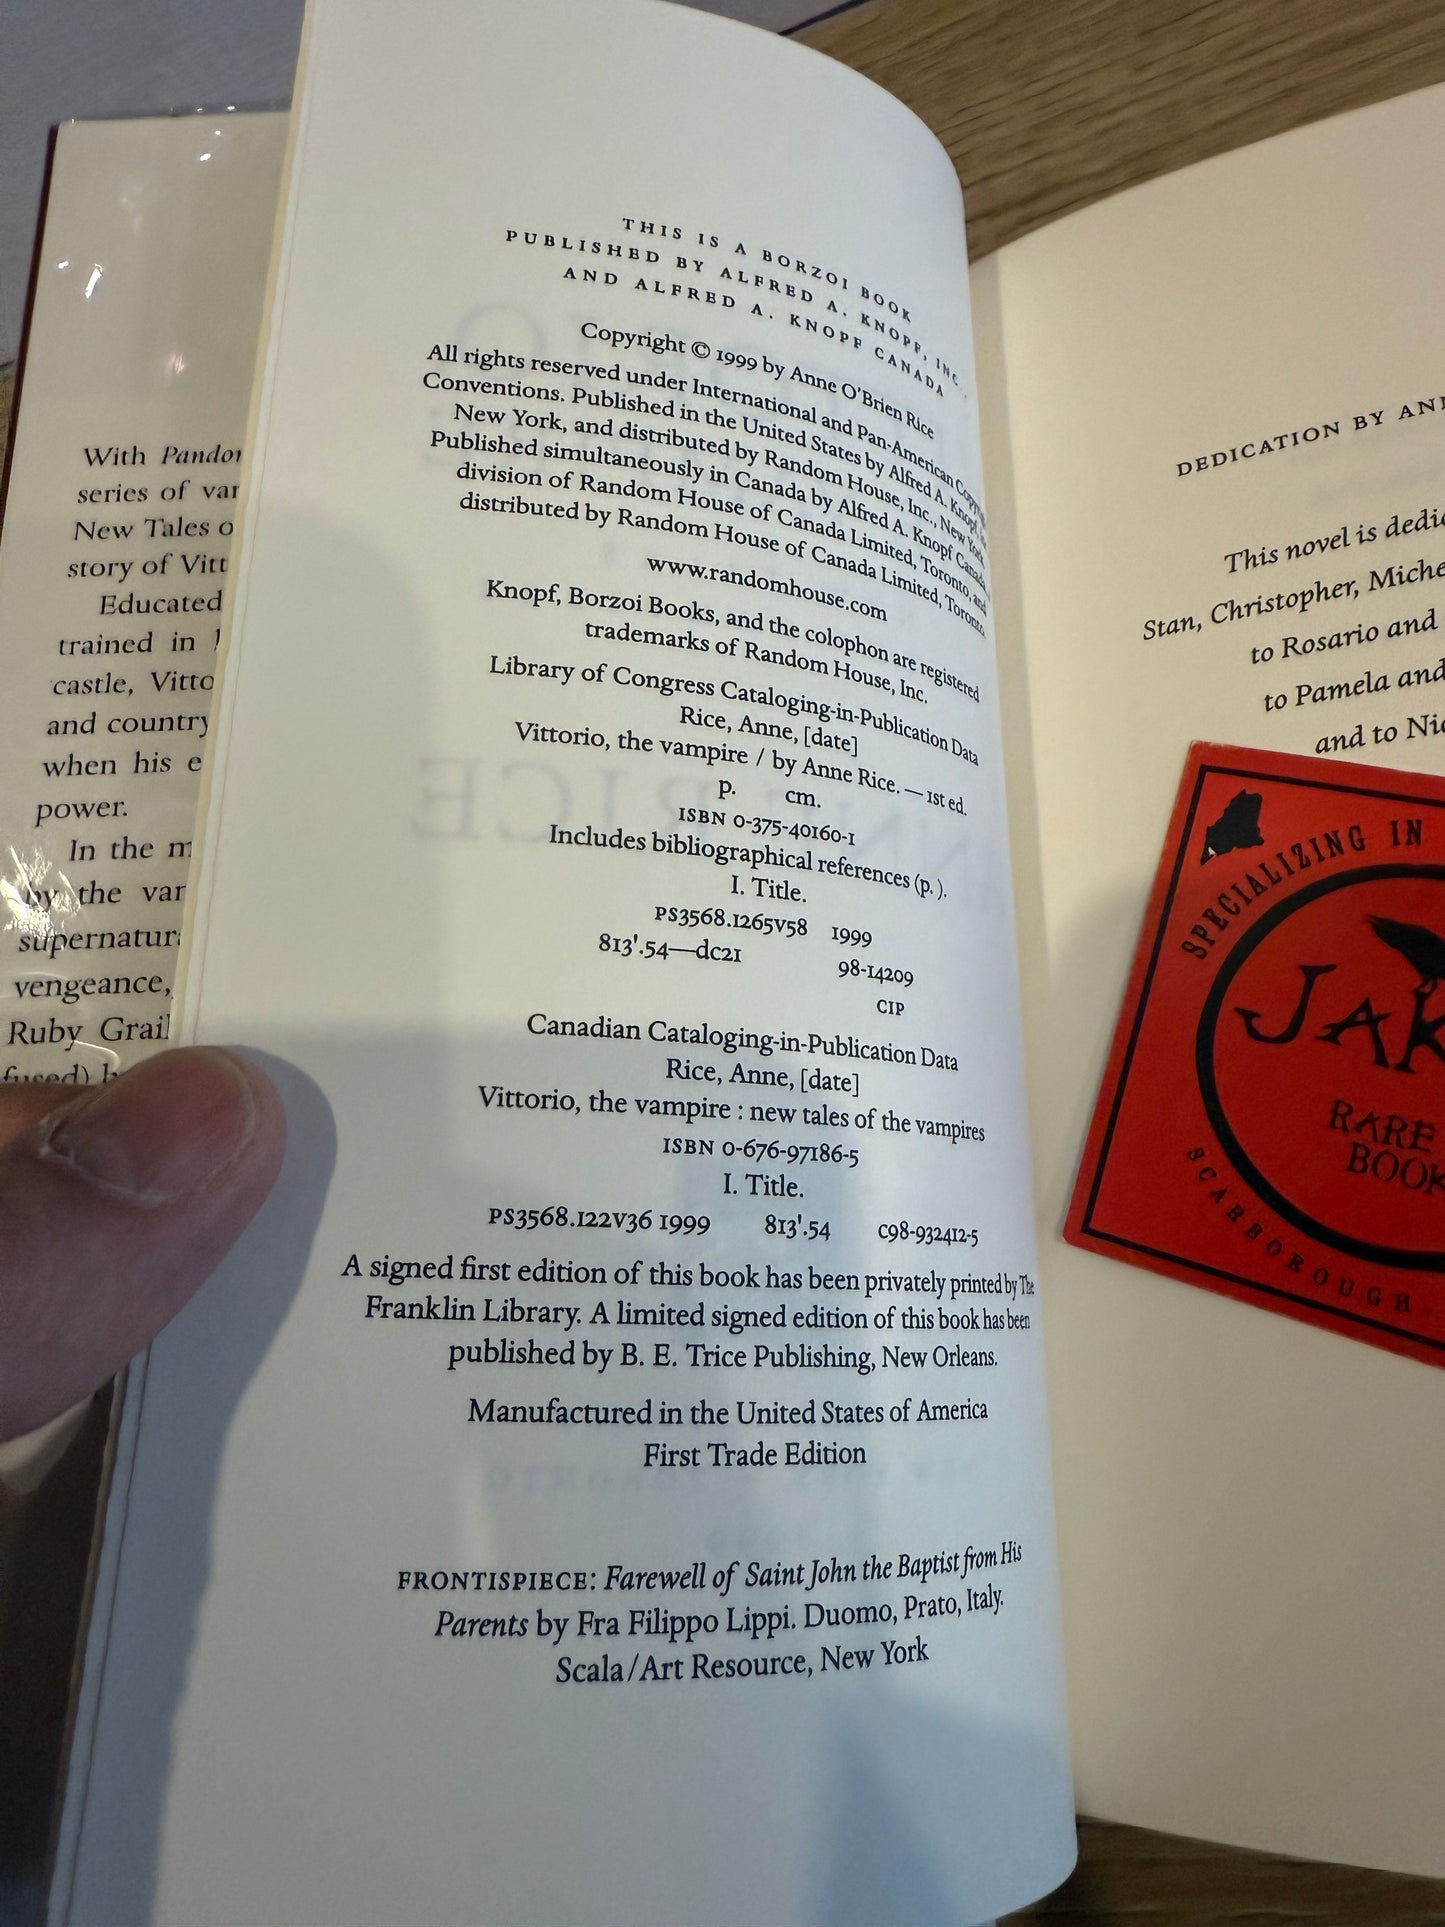 With Pandor
series of var
New Tales o
story of Vitt
Educated
trained in
castle, Vitto
and country
when his e
power.
In the m
by the var
supernatur
vengeance,
Ruby Grail
fused) b
THIS IS A BORZOI BOOK
PUBLISHED BY ALFRED A. KNOPF, INC.
AND ALFRED A. KNOPF CANADA
Copyright © 1999 by Anne O'Brien Rice
All rights reserved under International and Pan-American Copyright
Conventions. Published in the United States by Alfred A. Knopf, Inc.,
New York, and distributed by Random House, Inc., New York.
Published simultaneously in Canada by Alfred A. Knopf Canada,
division of Random House of Canada Limited, Toronto, and
distributed by Random House of Canada Limited, Toronto.
www.randomhouse.com
Knopf, Borzoi Books, and the colophon are registered
trademarks of Random House, Inc.
Library of Congress Cataloging-in-Publication Data
Rice, Anne, [date]
Vittorio, the vampire / by Anne Rice. — 1st ed.
p. cm.
ISBN 0-375-40160-1
Includes bibliographical references (p. ).
I. Title.
PS3568.I265V58 1999
813'.54—dc21 98-14209
CIP
Canadian Cataloging-in-Publication Data
Rice, Anne, [date]
Vittorio, the vampire : new tales of the vampires
ISBN 0-676-97186-5
I. Title.
PS3568.I22V36 1999 813'.54 C98-932412-5
A signed first edition of this book has been privately printed by The
Franklin Library. A limited signed edition of this book has been
published by B. E. Trice Publishing, New Orleans.
Manufactured in the United States of America
First Trade Edition
FRONTISPIECE: Farewell of Saint John the Baptist from His
Parents by Fra Filippo Lippi. Duomo, Prato, Italy.
Scala/Art Resource, New York
DEDICATION BY ANN
This novel is dedic
Stan, Christopher, Miche
to Rosario and
to Pamela and
and to Nic
SPECIALIZING IN
JAK
RARE
BOOK
SCARBOROUGH